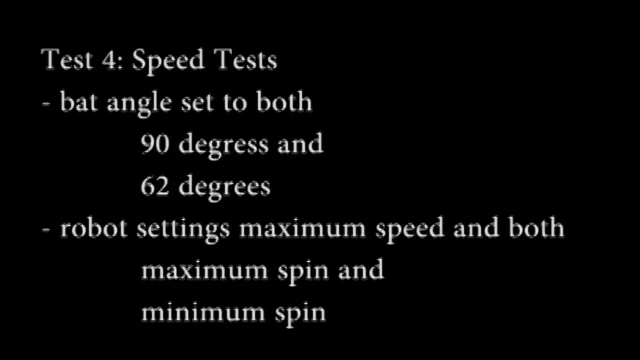 Test 4: Speed Tests
- bat angle set to both
90 degress and
62 degrees
- robot settings maximum speed and both
maximum spin and
minimum spin